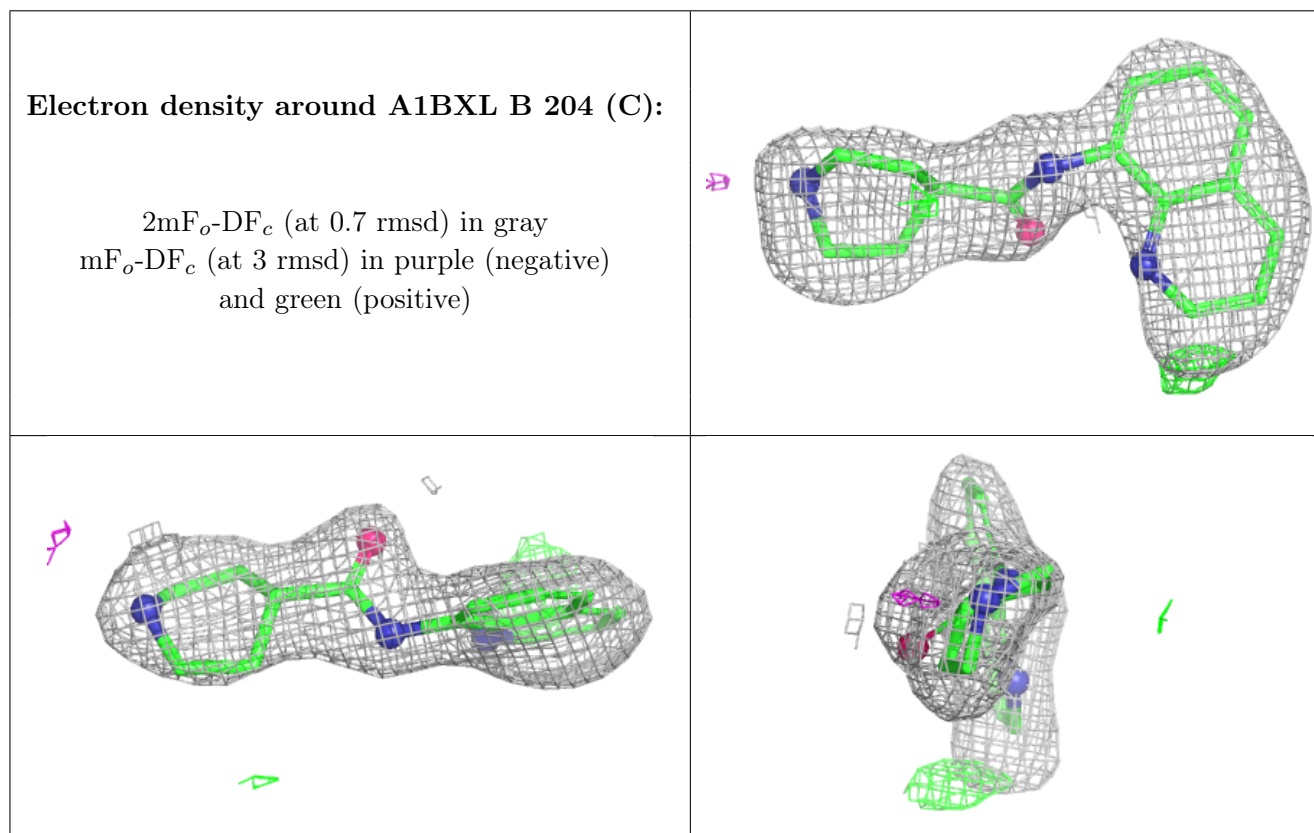 Electron density around A1BXL B 204 (C):
2mFo-DFc (at 0.7 rmsd) in gray
mFo-DFc (at 3 rmsd) in purple (negative)
and green (positive)